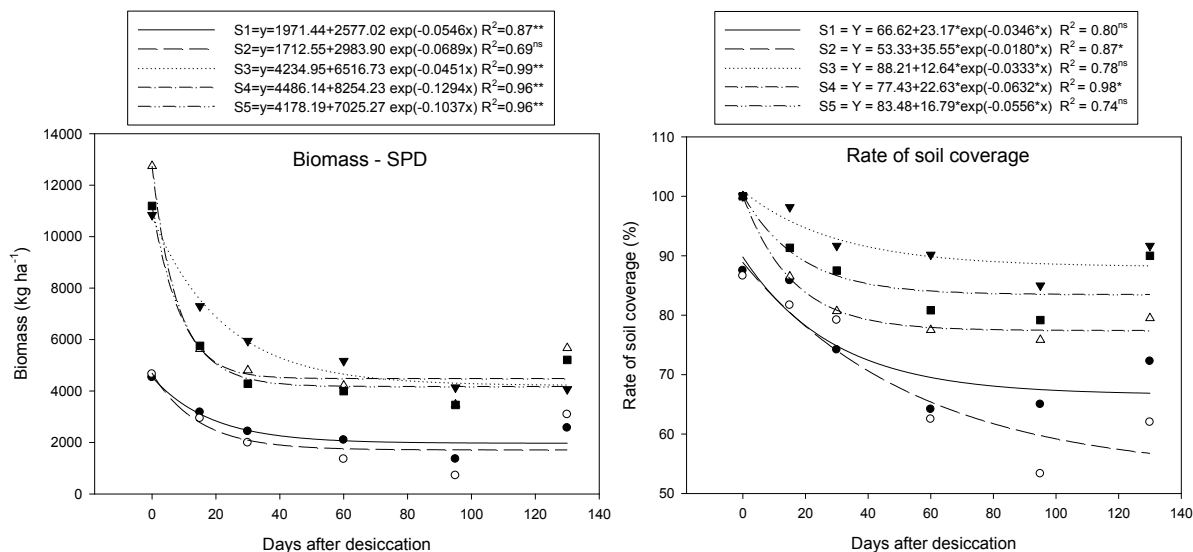 S1=y=1971.44+2577.02 exp(-0.0546x) R²=0.87**
S2=y=1712.55+2983.90 exp(-0.0689x) R²=0.69ns
S3=y=4234.95+6516.73 exp(-0.0451x) R²=0.99**
S4=y=4486.14+8254.23 exp(-0.1294x) R²=0.96**
S5=y=4178.19+7025.27 exp(-0.1037x) R²=0.96**
Biomass - SPD
14000
12000
10000
8000
6000
4000
2000
0
Biomass (kg ha⁻¹)
0 20 40 60 80 100 120 140
Days after desiccation
S1 = Y = 66.62+23.17*exp(-0.0346*x) R² = 0.80ns
S2 = Y = 53.33+35.55*exp(-0.0180*x) R² = 0.87*
S3 = Y = 88.21+12.64*exp(-0.0333*x) R² = 0.78ns
S4 = Y = 77.43+22.63*exp(-0.0632*x) R² = 0.98*
S5 = Y = 83.48+16.79*exp(-0.0556*x) R² = 0.74ns
Rate of soil coverage
110
100
90
80
70
60
50
Rate of soil coverage (%)
0 20 40 60 80 100 120 140
Days after desiccation